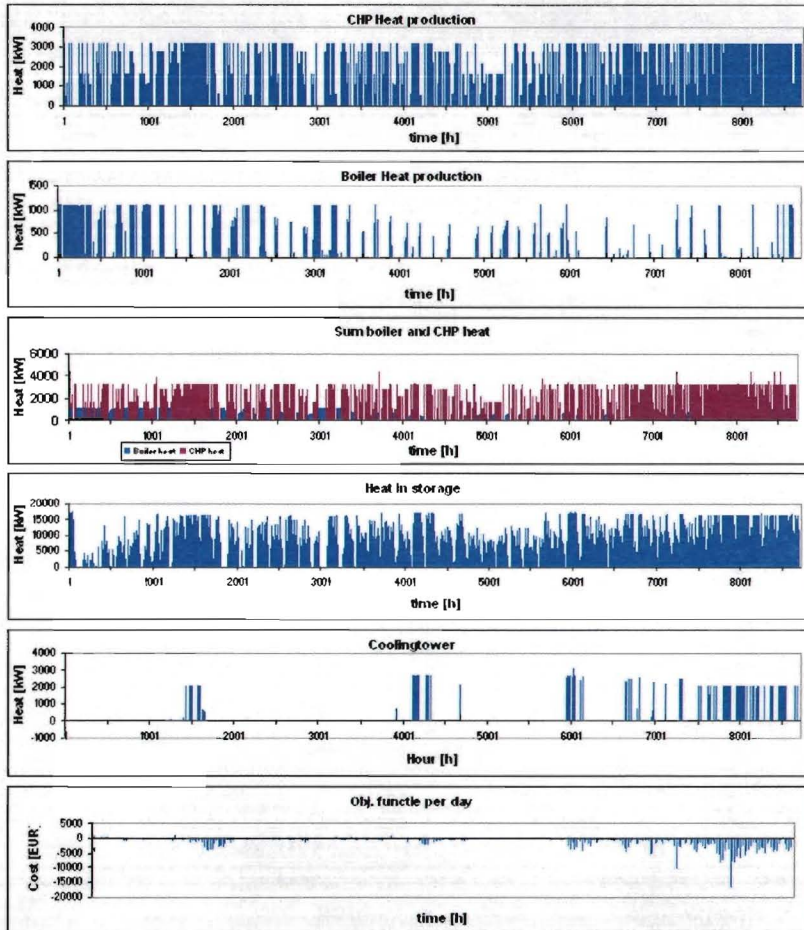 CHP Heat production
Heat [kW]
4000
3000
2000
1000
0
1 1001 2001 3001 4001 5001 6001 7001 8001
time [h]
Boiler Heat production
heat [kW]
1500
1000
500
0
1 1001 2001 3001 4001 5001 6001 7001 8001
time [h]
Sum boiler and CHP heat
Heat [kW]
6000
4000
2000
0
1 1001 2001 3001 4001 5001 6001 7001 8001
Boiler heat CHP heat
time [h]
Heat in storage
Heat [kW]
20000
15000
10000
5000
0
1 1001 2001 3001 4001 5001 6001 7001 8001
time [h]
Coolingtower
Heat [kW]
4000
3000
2000
1000
0
-1000
1 1001 2001 3001 4001 5001 6001 7001 8001
Hour [h]
Obj. functie per day
Cost [EUR]
5000
0
-5000
-10000
-15000
-20000
time [h]